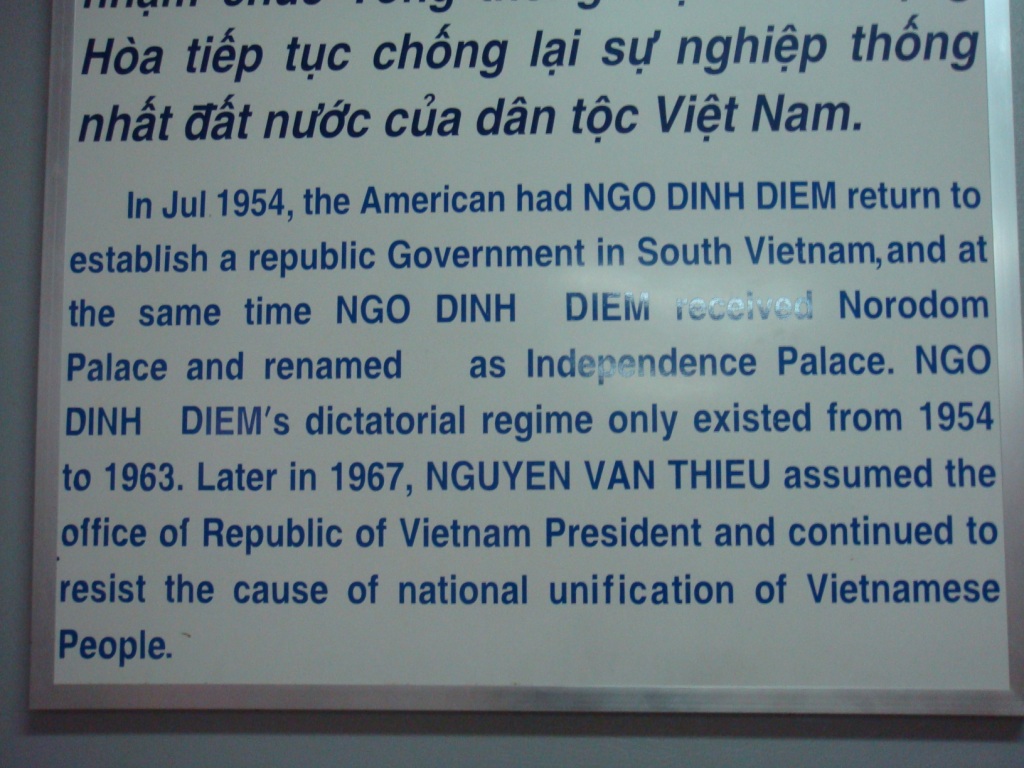 Hòa tiếp tục chống lại sự nghiệp thống
nhất đất nước của dân tộc Việt Nam.
In Jul 1954, the American had NGO DINH DIEM return to
establish a republic Government in South Vietnam,and at
the same time NGO DINH DIEM received Norodom
Palace and renamed as Independence Palace. NGO
DINH DIEM's dictatorial regime only existed from 1954
to 1963. Later in 1967, NGUYEN VAN THIEU assumed the
office of Republic of Vietnam President and continued to
resist the cause of national unification of Vietnamese
People.